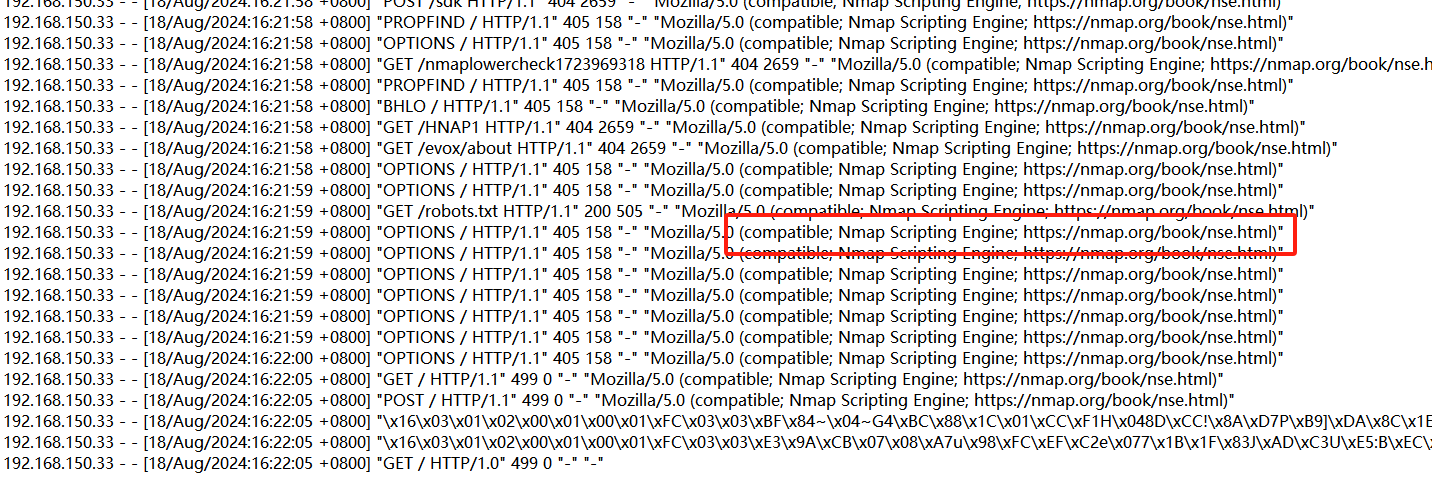 192.168.150.33 - - [18/Aug/2024:16:21:58 +0800] "POST /sdk HTTP/1.1" 404 2659 "-" "Mozilla/5.0 (compatible; Nmap Scripting Engine; https://nmap.org/book/nse.html)"
192.168.150.33 - - [18/Aug/2024:16:21:58 +0800] "PROPFIND / HTTP/1.1" 405 158 "-" "Mozilla/5.0 (compatible; Nmap Scripting Engine; https://nmap.org/book/nse.html)"
192.168.150.33 - - [18/Aug/2024:16:21:58 +0800] "OPTIONS / HTTP/1.1" 405 158 "-" "Mozilla/5.0 (compatible; Nmap Scripting Engine; https://nmap.org/book/nse.html)"
192.168.150.33 - - [18/Aug/2024:16:21:58 +0800] "GET /nmaplowercheck1723969318 HTTP/1.1" 404 2659 "-" "Mozilla/5.0 (compatible; Nmap Scripting Engine; https://nmap.org/book/nse.h
192.168.150.33 - - [18/Aug/2024:16:21:58 +0800] "PROPFIND / HTTP/1.1" 405 158 "-" "Mozilla/5.0 (compatible; Nmap Scripting Engine; https://nmap.org/book/nse.html)"
192.168.150.33 - - [18/Aug/2024:16:21:58 +0800] "BHLO / HTTP/1.1" 405 158 "-" "Mozilla/5.0 (compatible; Nmap Scripting Engine; https://nmap.org/book/nse.html)"
192.168.150.33 - - [18/Aug/2024:16:21:58 +0800] "GET /HNAP1 HTTP/1.1" 404 2659 "-" "Mozilla/5.0 (compatible; Nmap Scripting Engine; https://nmap.org/book/nse.html)"
192.168.150.33 - - [18/Aug/2024:16:21:58 +0800] "GET /evox/about HTTP/1.1" 404 2659 "-" "Mozilla/5.0 (compatible; Nmap Scripting Engine; https://nmap.org/book/nse.html)"
192.168.150.33 - - [18/Aug/2024:16:21:58 +0800] "OPTIONS / HTTP/1.1" 405 158 "-" "Mozilla/5.0 (compatible; Nmap Scripting Engine; https://nmap.org/book/nse.html)"
192.168.150.33 - - [18/Aug/2024:16:21:59 +0800] "OPTIONS / HTTP/1.1" 405 158 "-" "Mozilla/5.0 (compatible; Nmap Scripting Engine; https://nmap.org/book/nse.html)"
192.168.150.33 - - [18/Aug/2024:16:21:59 +0800] "GET /robots.txt HTTP/1.1" 200 505 "-" "Mozilla/5.0 (compatible; Nmap Scripting Engine; https://nmap.org/book/nse.html)"
192.168.150.33 - - [18/Aug/2024:16:21:59 +0800] "OPTIONS / HTTP/1.1" 405 158 "-" "Mozilla/5.0 (compatible; Nmap Scripting Engine; https://nmap.org/book/nse.html)"
192.168.150.33 - - [18/Aug/2024:16:21:59 +0800] "OPTIONS / HTTP/1.1" 405 158 "-" "Mozilla/5.0 (compatible; Nmap Scripting Engine; https://nmap.org/book/nse.html)"
192.168.150.33 - - [18/Aug/2024:16:21:59 +0800] "OPTIONS / HTTP/1.1" 405 158 "-" "Mozilla/5.0 (compatible; Nmap Scripting Engine; https://nmap.org/book/nse.html)"
192.168.150.33 - - [18/Aug/2024:16:21:59 +0800] "OPTIONS / HTTP/1.1" 405 158 "-" "Mozilla/5.0 (compatible; Nmap Scripting Engine; https://nmap.org/book/nse.html)"
192.168.150.33 - - [18/Aug/2024:16:21:59 +0800] "OPTIONS / HTTP/1.1" 405 158 "-" "Mozilla/5.0 (compatible; Nmap Scripting Engine; https://nmap.org/book/nse.html)"
192.168.150.33 - - [18/Aug/2024:16:21:59 +0800] "OPTIONS / HTTP/1.1" 405 158 "-" "Mozilla/5.0 (compatible; Nmap Scripting Engine; https://nmap.org/book/nse.html)"
192.168.150.33 - - [18/Aug/2024:16:22:00 +0800] "OPTIONS / HTTP/1.1" 405 158 "-" "Mozilla/5.0 (compatible; Nmap Scripting Engine; https://nmap.org/book/nse.html)"
192.168.150.33 - - [18/Aug/2024:16:22:05 +0800] "GET / HTTP/1.1" 499 0 "-" "Mozilla/5.0 (compatible; Nmap Scripting Engine; https://nmap.org/book/nse.html)"
192.168.150.33 - - [18/Aug/2024:16:22:05 +0800] "POST / HTTP/1.1" 499 0 "-" "Mozilla/5.0 (compatible; Nmap Scripting Engine; https://nmap.org/book/nse.html)"
192.168.150.33 - - [18/Aug/2024:16:22:05 +0800] "\x16\x03\x01\x02\x00\x01\x00\x01\xFC\x03\x03\xBF\x84~\x04~G4\xBC\x88\x1C\x01\xCC\xF1H\x048D\xCC!\x8A\xD7P\xB9]\xDA\x8C\x1E
192.168.150.33 - - [18/Aug/2024:16:22:05 +0800] "\x16\x03\x01\x02\x00\x01\x00\x01\xFC\x03\x03\xE3\x9A\xCB\x07\x08\xA7u\x98\xFC\xEF\xC2e\x077\x1B\x1F\x83J\xAD\xC3U\xE5:B\xEC\x
192.168.150.33 - - [18/Aug/2024:16:22:05 +0800] "GET / HTTP/1.0" 499 0 "-" "-"